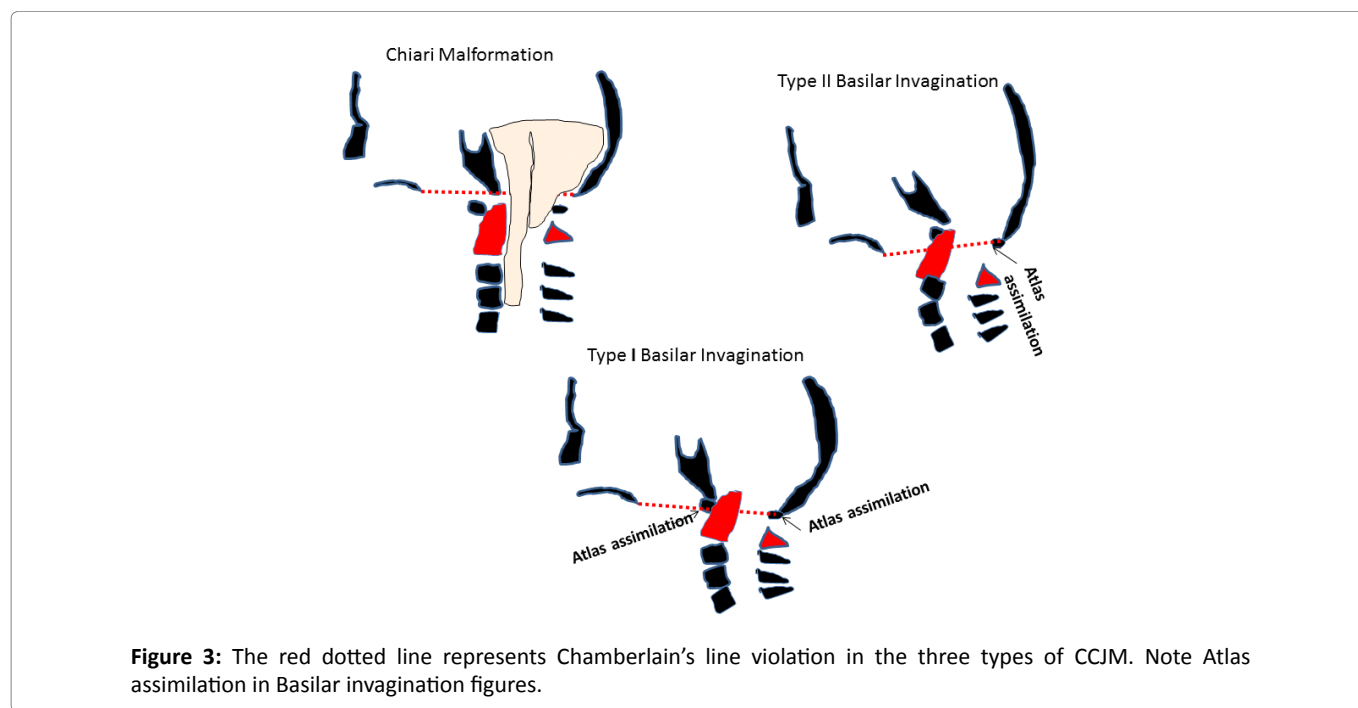 Chiari Malformation
Type II Basilar Invagination
Atlas
assimilation
Type I Basilar Invagination
Atlas assimilation
Atlas assimilation
Figure 3: The red dotted line represents Chamberlain’s line violation in the three types of CCJM. Note Atlas
assimilation in Basilar invagination figures.